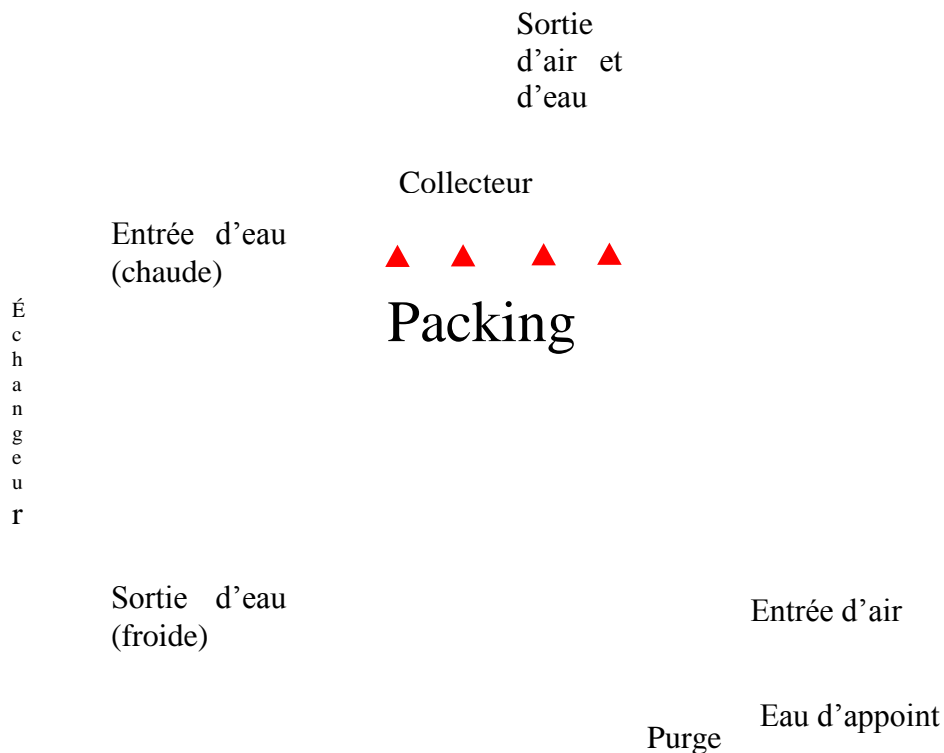 Sortie
d’air et
d’eau
Collecteur
Entrée d’eau
(chaude)
Packing
É
c
h
a
n
g
e
u
r
Sortie d’eau
(froide)
Entrée d’air
Eau d’appoint
Purge